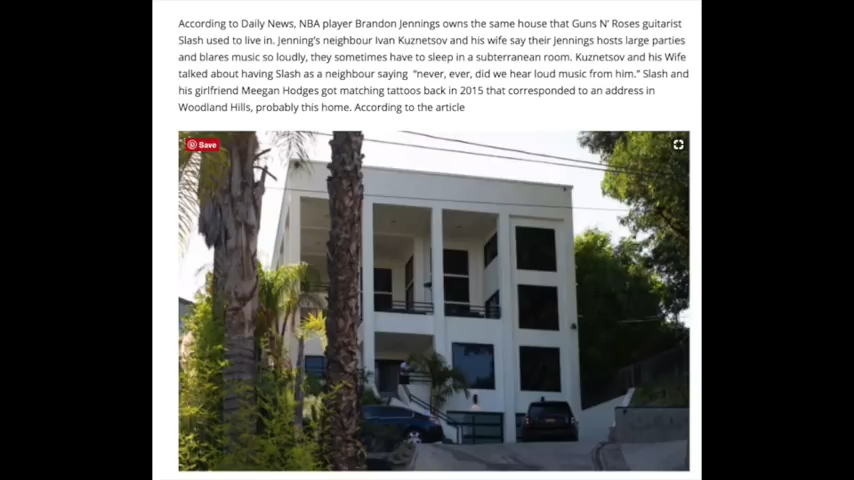 According to Daily News, NBA player Brandon Jennings owns the same house that Guns N’ Roses guitarist
Slash used to live in. Jenning’s neighbour Ivan Kuznetsov and his wife say their Jennings hosts large parties
and blares music so loudly, they sometimes have to sleep in a subterranean room. Kuznetsov and his Wife
talked about having Slash as a neighbour saying “never, ever, did we hear loud music from him.” Slash and
his girlfriend Meegan Hodges got matching tattoos back in 2015 that corresponded to an address in
Woodland Hills, probably this home. According to the article
Save